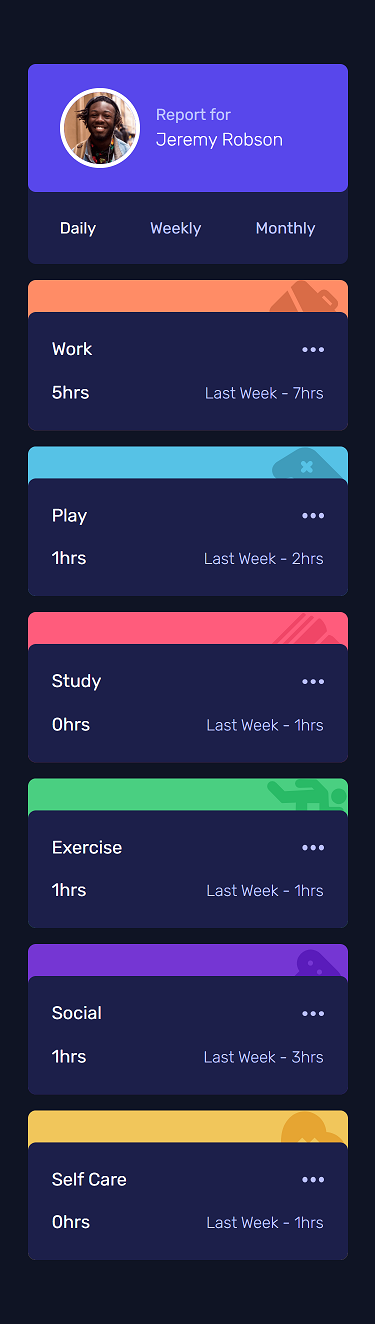 Report for
Jeremy Robson
Daily Weekly Monthly
Work
5hrs Last Week - 7hrs
Play
1hrs Last Week - 2hrs
Study
0hrs Last Week - 1hrs
Exercise
1hrs Last Week - 1hrs
Social
1hrs Last Week - 3hrs
Self Care
0hrs Last Week - 1hrs